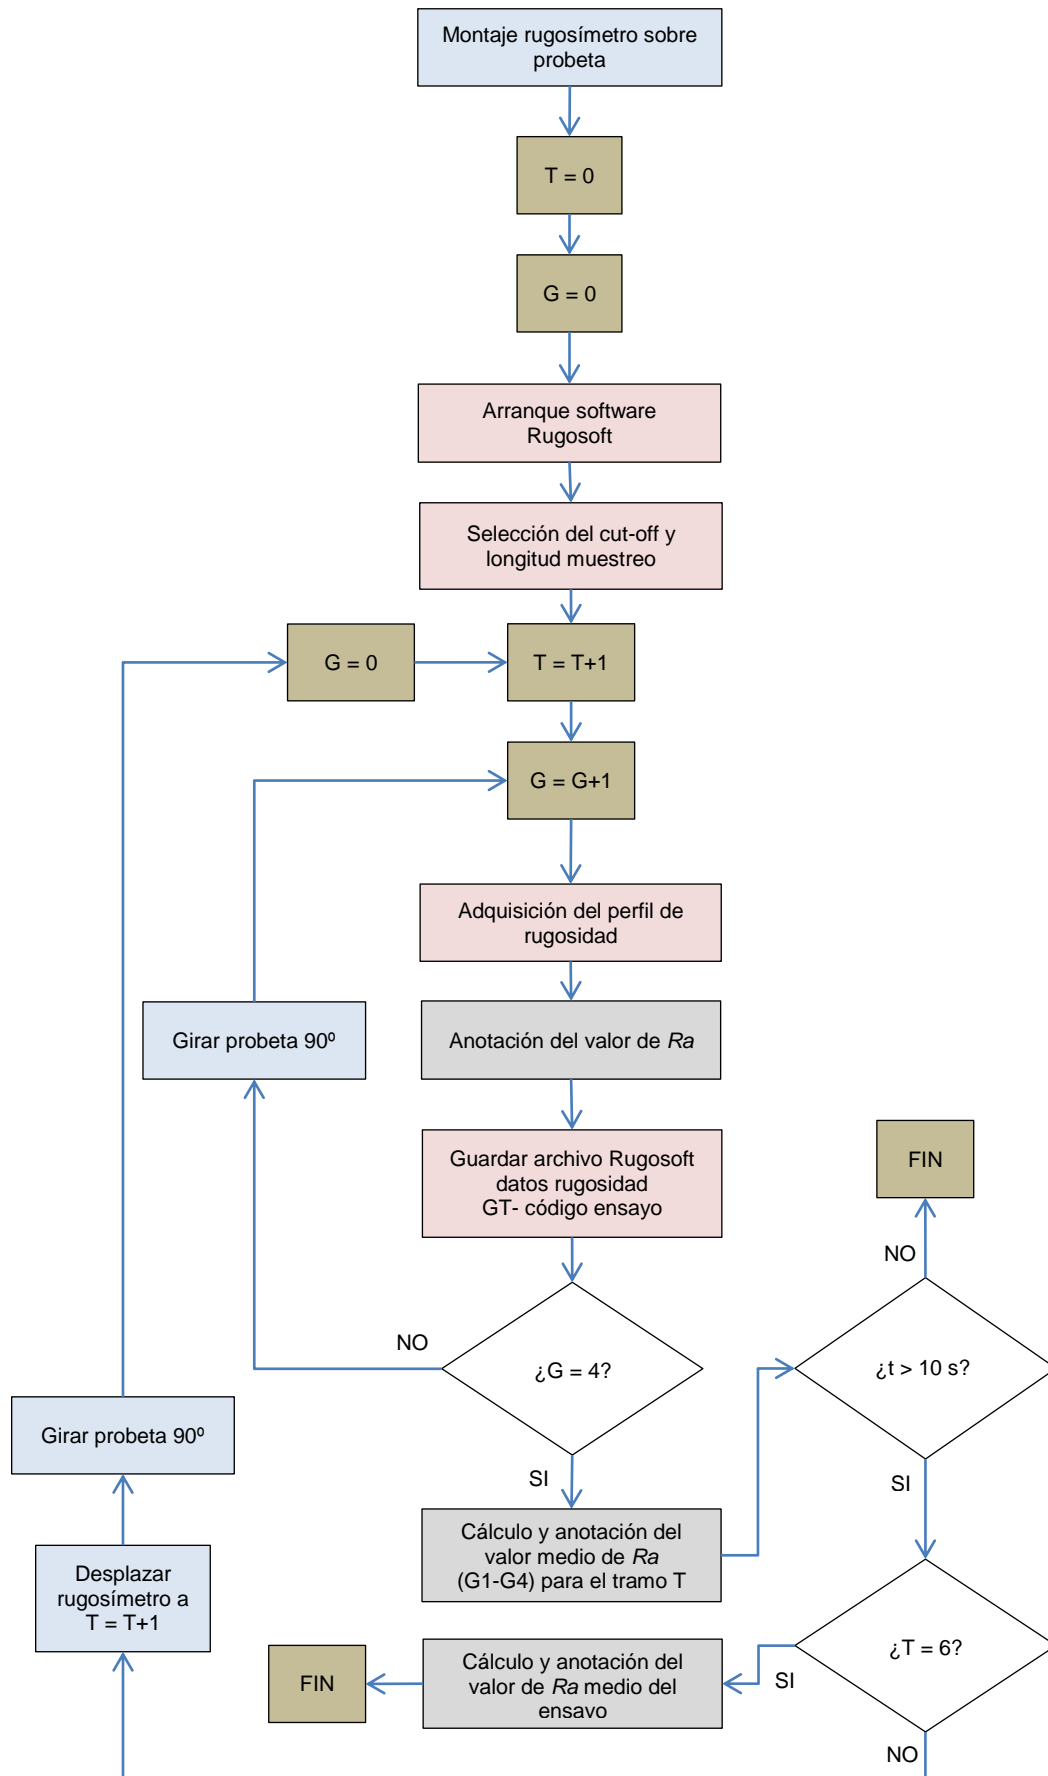 Montaje rugosímetro sobre
probeta
T = 0
G = 0
Arranque software
Rugosoft
Selección del cut-off y
longitud muestreo
G = 0
T = T+1
G = G+1
Adquisición del perfil de
rugosidad
Girar probeta 90º
Anotación del valor de Ra
Guardar archivo Rugosoft
datos rugosidad
GT- código ensayo
FIN
NO
NO
¿G = 4?
¿t > 10 s?
Girar probeta 90º
SI
SI
Cálculo y anotación del
valor medio de Ra
(G1-G4) para el tramo T
Desplazar
rugosímetro a
T = T+1
¿T = 6?
SI
Cálculo y anotación del
valor de Ra medio del
ensavo
FIN
NO